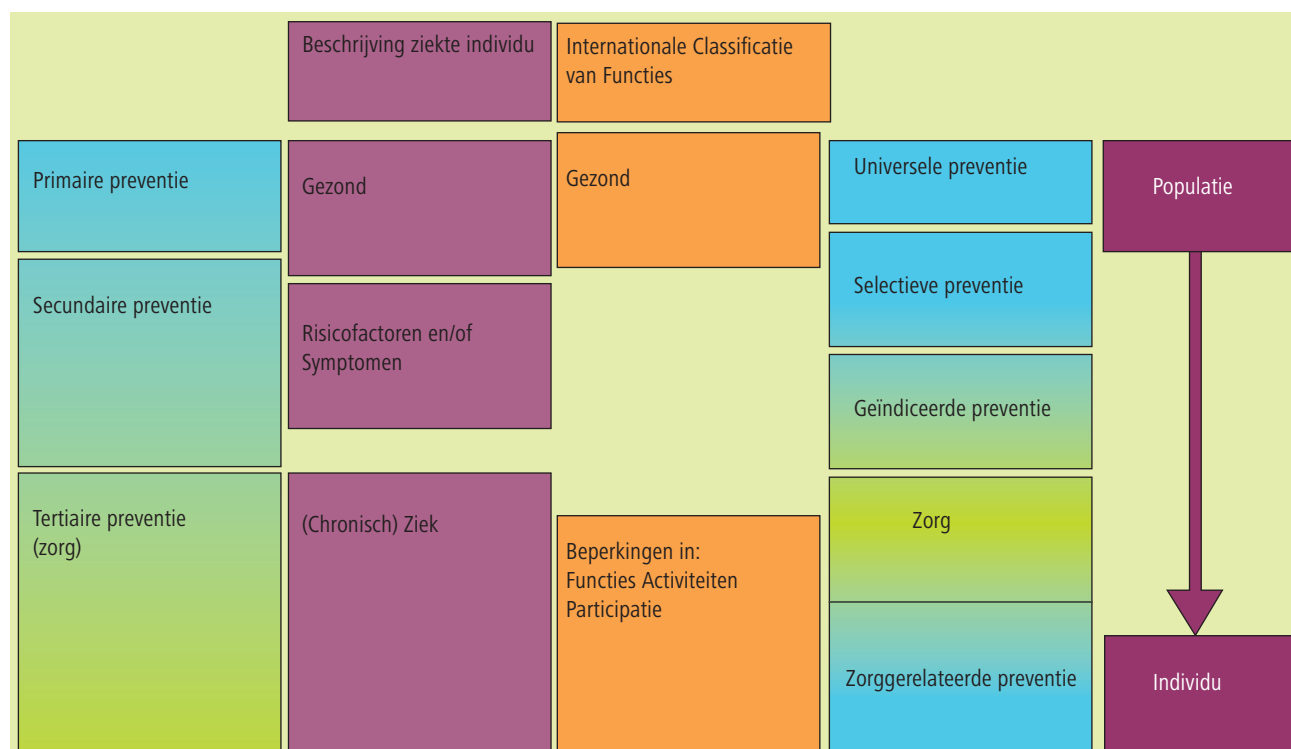 Beschrijving ziekte individu
Internationale Classificatie
van Functies
Primaire preventie
Gezond
Gezond
Universele preventie
Populatie
Secundaire preventie
Risicofactoren en/of
Symptomen
Selectieve preventie
Geïndiceerde preventie
Tertiaire preventie
(zorg)
(Chronisch) Ziek
Beperkingen in:
Functies Activiteiten
Participatie
Zorg
Zorggerelateerde preventie
Individu